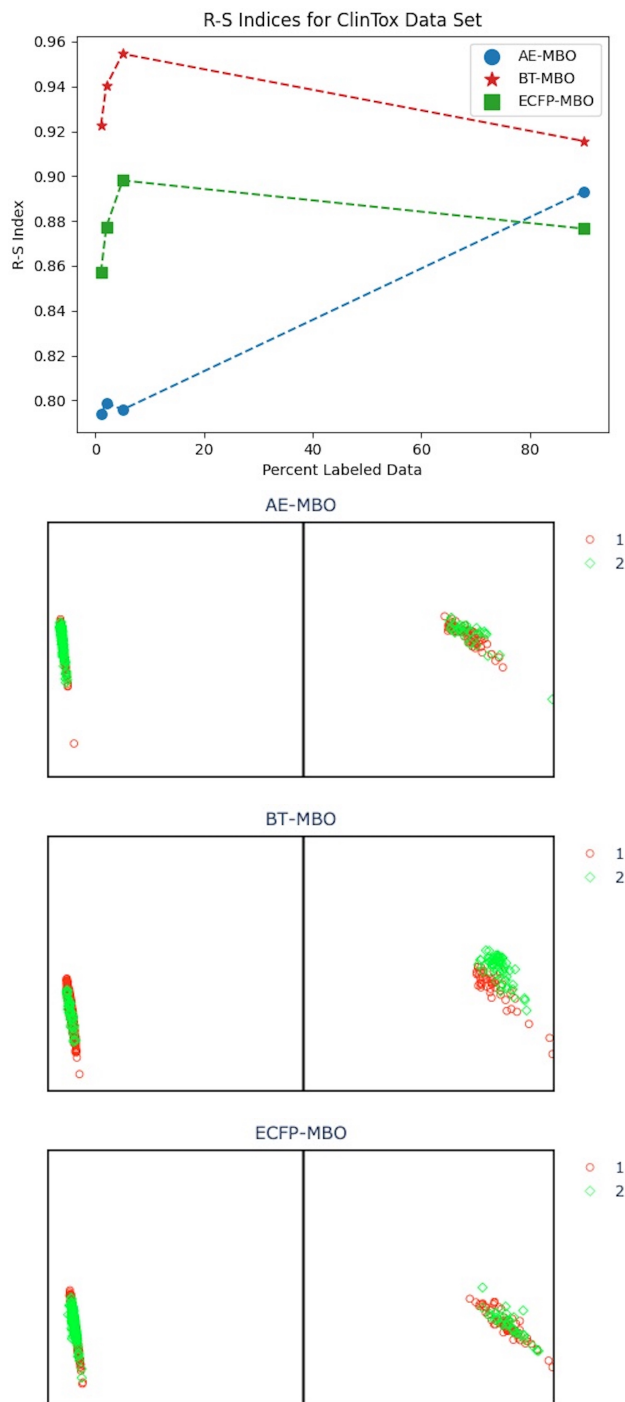 R-S Indices for ClinTox Data Set
0.96
0.94
0.92
0.90
0.88
0.86
0.84
0.82
0.80
R-S Index
AE-MBO
BT-MBO
ECFP-MBO
0
20
40
60
80
Percent Labeled Data
AE-MBO
1
2
BT-MBO
1
2
ECFP-MBO
1
2